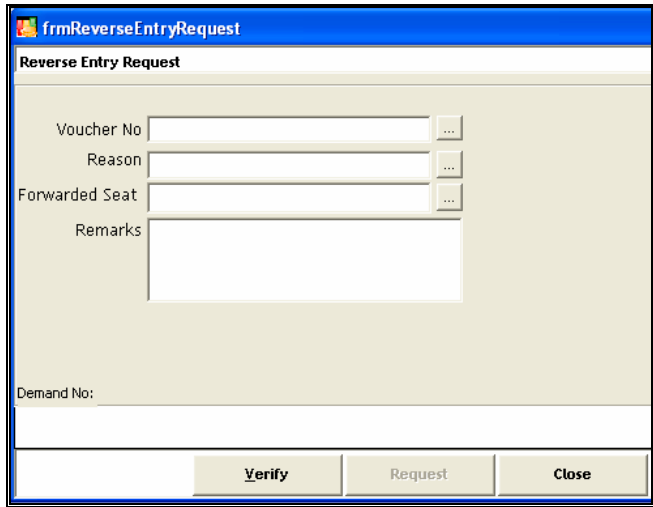 frmReverseEntryRequest
Reverse Entry Request
Voucher No
...
Reason
...
Forwarded Seat
...
Remarks
Demand No:
Verify Request Close